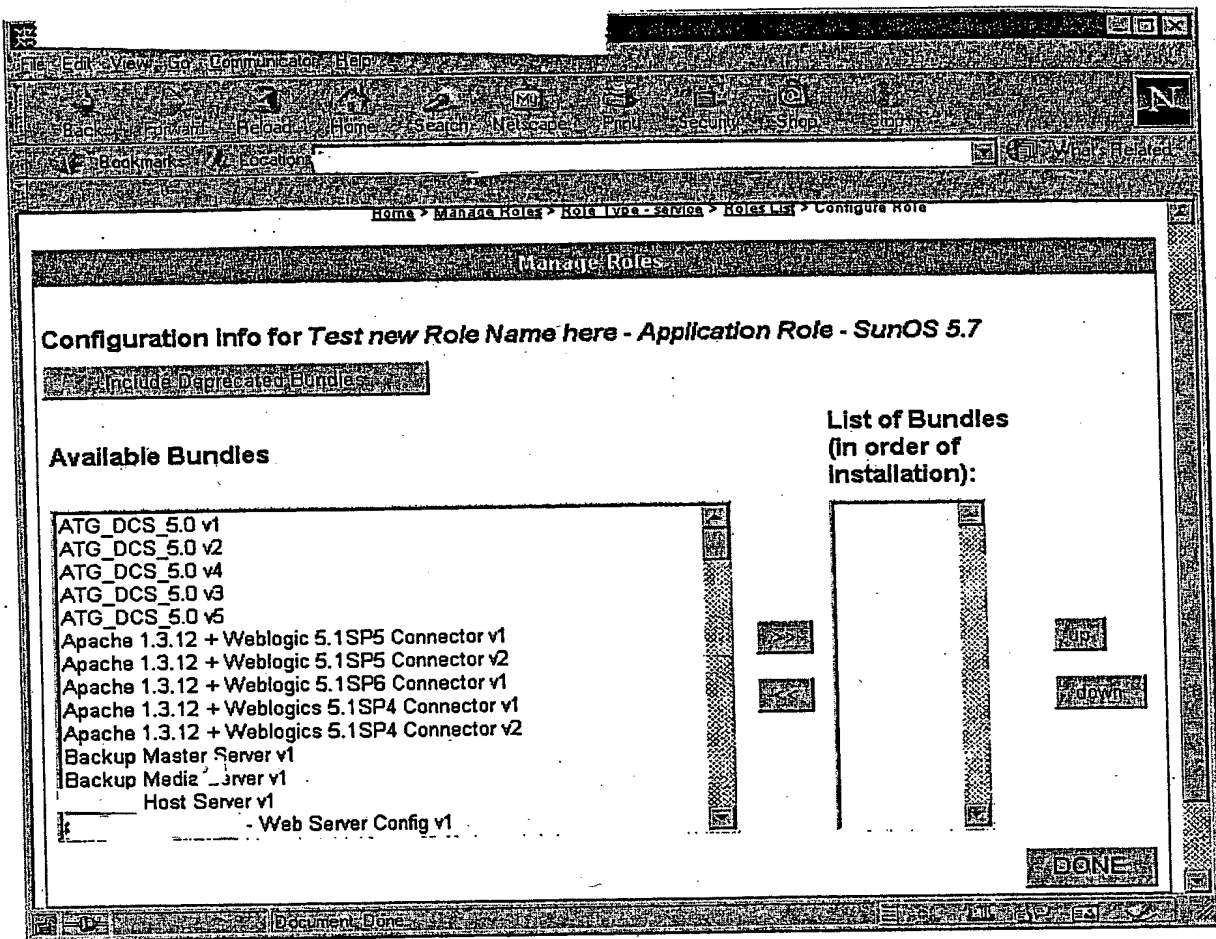 File Edit View Go Communicator Help
Back Forward Reload Home Search Netscape Print Security Shop Stop
Bookmarks Location: What's Related
Home > Manage Roles > Role Type - service > Roles List > Configure Role
Manage Roles
Configuration info for Test new Role Name here - Application Role - SunOS 5.7
Include Deprecated Bundles
Available Bundles
List of Bundles
(in order of
installation):
ATG_DCS_5.0 v1
ATG_DCS_5.0 v2
ATG_DCS_5.0 v4
ATG_DCS_5.0 v3
ATG_DCS_5.0 v5
Apache 1.3.12 + Weblogic 5.1SP5 Connector v1
Apache 1.3.12 + Weblogic 5.1SP5 Connector v2
Apache 1.3.12 + Weblogic 5.1SP6 Connector v1
Apache 1.3.12 + Weblogics 5.1SP4 Connector v1
Apache 1.3.12 + Weblogics 5.1SP4 Connector v2
Backup Master Server v1
Backup Media Server v1
Host Server v1
- Web Server Config v1
>>
<<
up
down
DONE
Document: Done